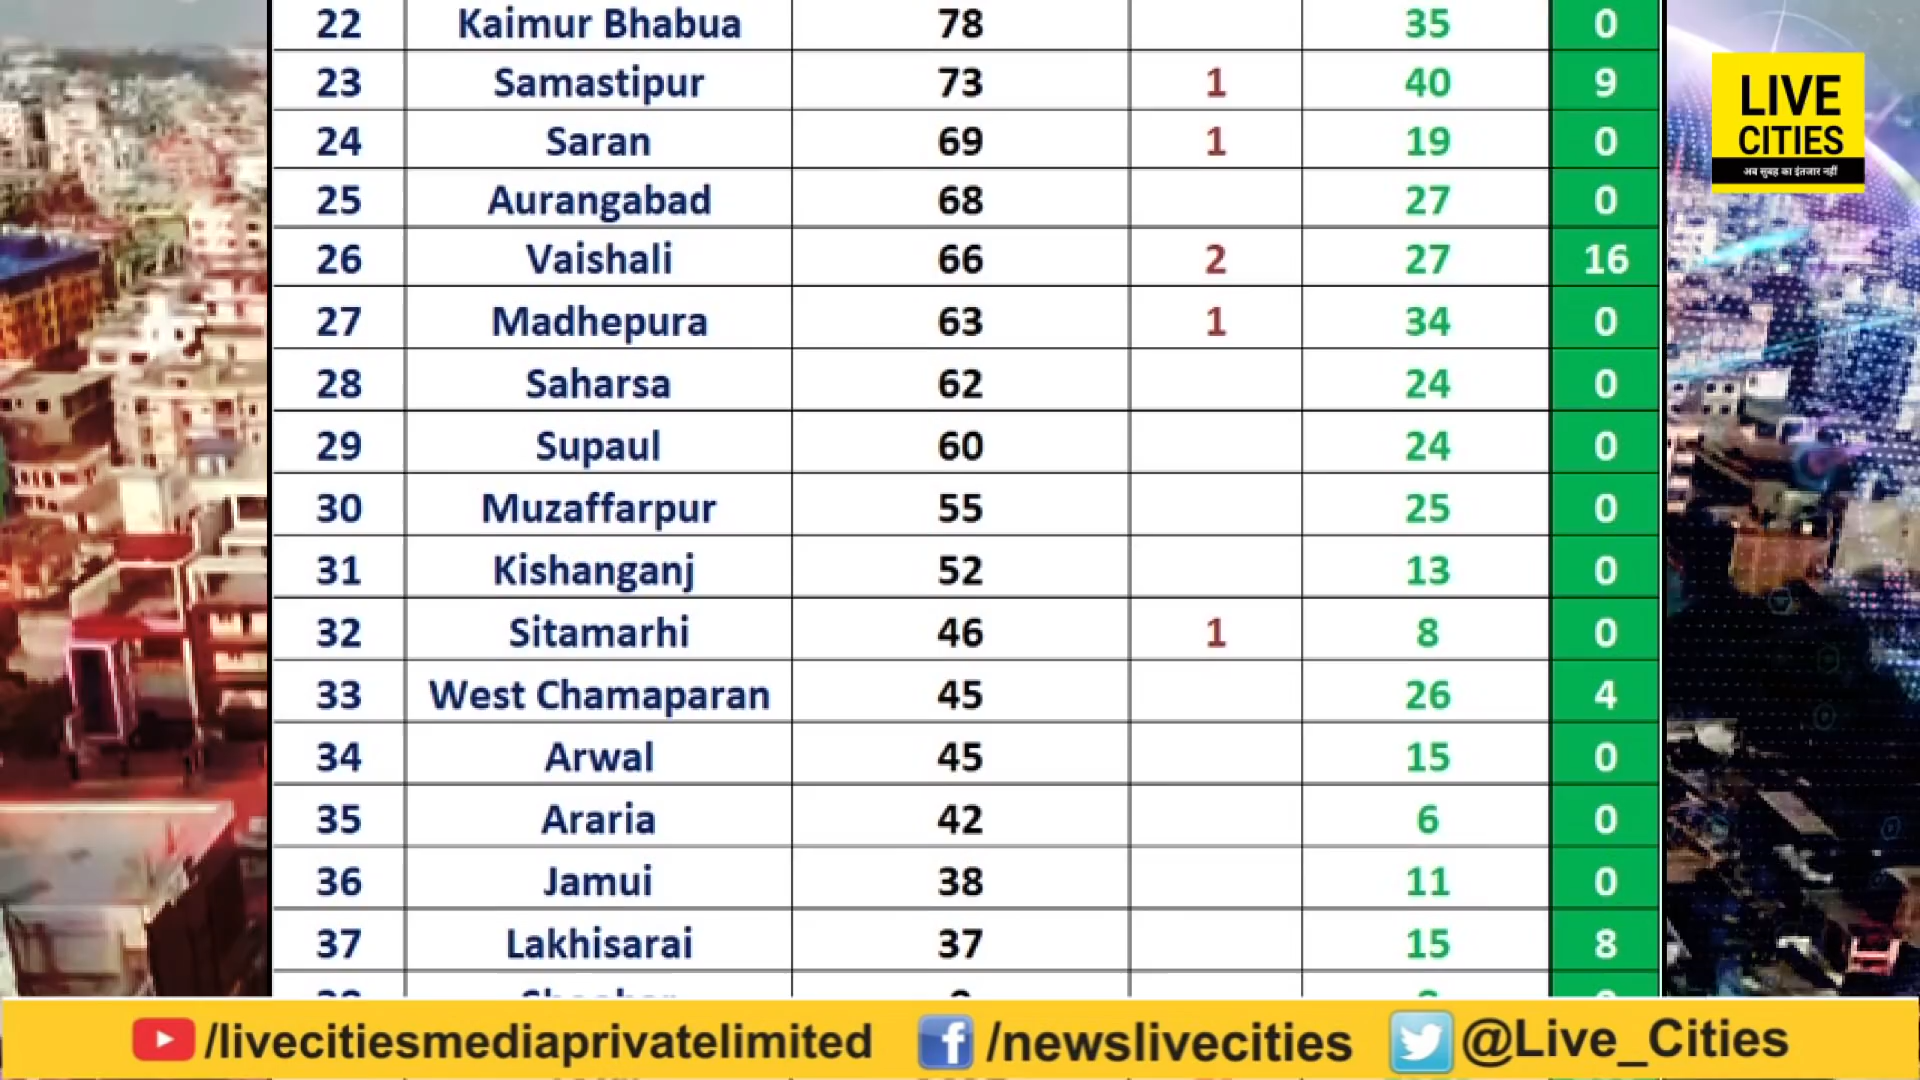 22 Kaimur Bhabua 78 35 0
23 Samastipur 73 1 40 9
24 Saran 69 1 19 0
25 Aurangabad 68 27 0
26 Vaishali 66 2 27 16
27 Madhepura 63 1 34 0
28 Saharsa 62 24 0
29 Supaul 60 24 0
30 Muzaffarpur 55 25 0
31 Kishanganj 52 13 0
32 Sitamarhi 46 1 8 0
33 West Chamaparan 45 26 4
34 Arwal 45 15 0
35 Araria 42 6 0
36 Jamui 38 11 0
37 Lakhisarai 37 15 8
LIVE
CITIES
अब सुबह का इंतजार नहीं
/livecitiesmediaprivatelimited /newslivecities @Live_Cities